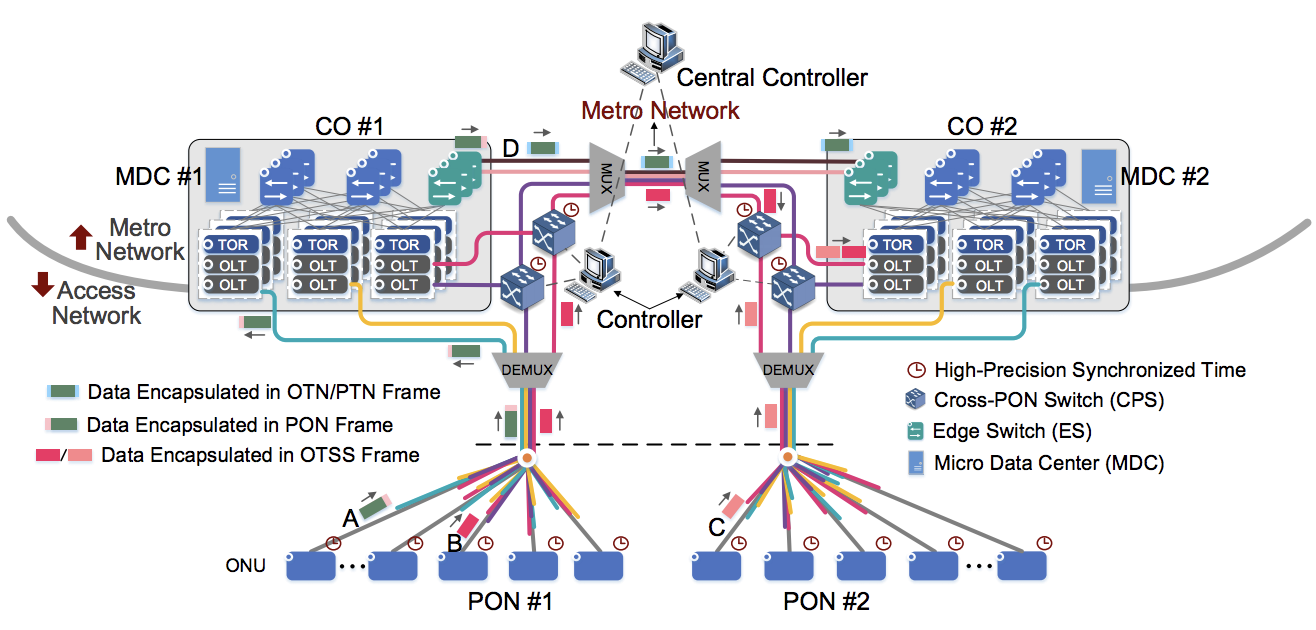 Central Controller
Metro Network
CO #1
CO #2
D
MDC #1
MDC #2
MUX
MUX
Metro
Network
Access
Network
TOR
OLT
OLT
TOR
OLT
OLT
TOR
OLT
OLT
TOR
OLT
OLT
TOR
OLT
OLT
TOR
OLT
OLT
Controller
DEMUX
DEMUX
Data Encapsulated in OTN/PTN Frame
Data Encapsulated in PON Frame
/ Data Encapsulated in OTSS Frame
High-Precision Synchronized Time
Cross-PON Switch (CPS)
Edge Switch (ES)
Micro Data Center (MDC)
A
B
C
ONU
PON #1
PON #2